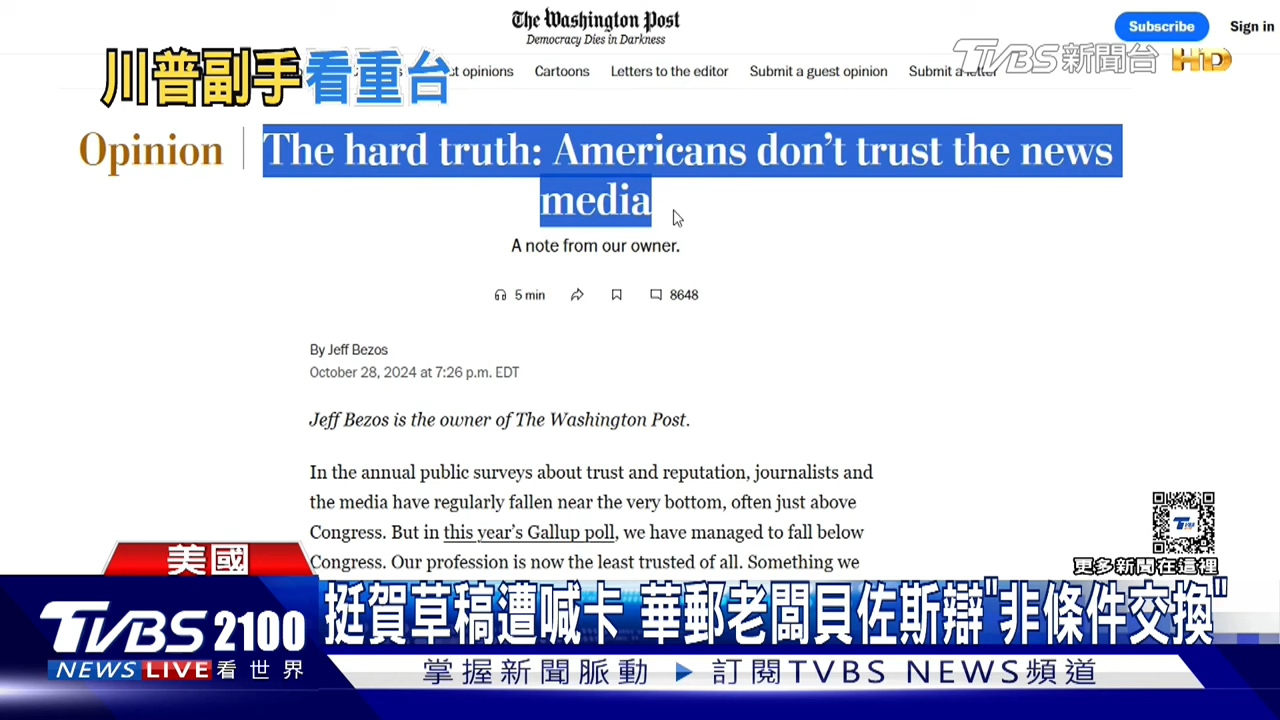 The Washington Post
Democracy Dies in Darkness
Subscribe
Sign in
川普副手看重台
opinions
Cartoons
Letters to the editor
Submit a guest opinion
Submit a letter
TVBS新聞台 HD
Opinion
The hard truth: Americans don't trust the news
media
A note from our owner.
5 min
8648
By Jeff Bezos
October 28, 2024 at 7:26 p.m. EDT
Jeff Bezos is the owner of The Washington Post.
In the annual public surveys about trust and reputation, journalists and
the media have regularly fallen near the very bottom, often just above
Congress. But in this year's Gallup poll, we have managed to fall below
Congress. Our profession is now the least trusted of all. Something we
TVBS
更多新聞在這裡
美國
挺賀草稿遭喊卡 華郵老闆貝佐斯辯"非條件交換"
TVBS 2100
NEWS LIVE 看世界
掌握新聞脈動 ▶ 訂閱TVBS NEWS頻道